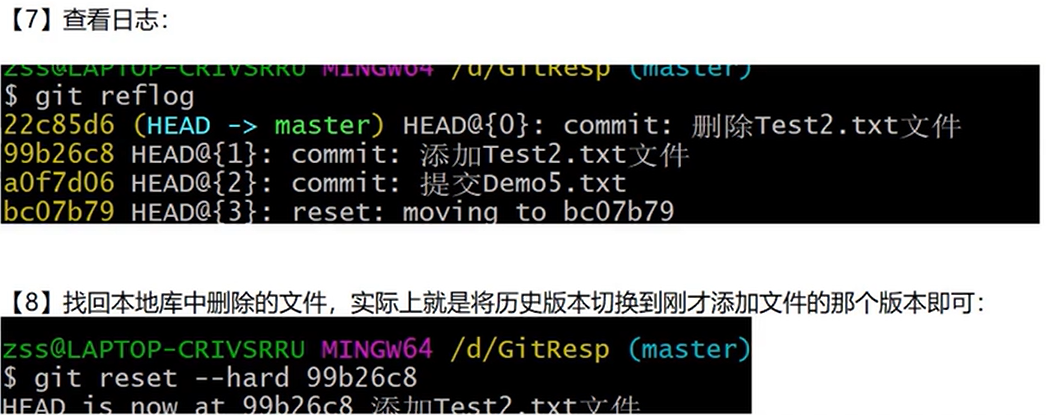 【7】查看日志：
zss@LAPTOP-CRIVSRRU MINGW64 /d/GitResp (master)
$ git reflog
22c85d6 (HEAD -> master) HEAD@{0}: commit: 删除Test2.txt文件
99b26c8 HEAD@{1}: commit: 添加Test2.txt文件
a0f7d06 HEAD@{2}: commit: 提交Demo5.txt
bc07b79 HEAD@{3}: reset: moving to bc07b79
【8】找回本地库中删除的文件，实际上就是将历史版本切换到刚才添加文件的那个版本即可：
zss@LAPTOP-CRIVSRRU MINGW64 /d/GitResp (master)
$ git reset --hard 99b26c8
HEAD is now at 99b26c8 添加Test2.txt文件